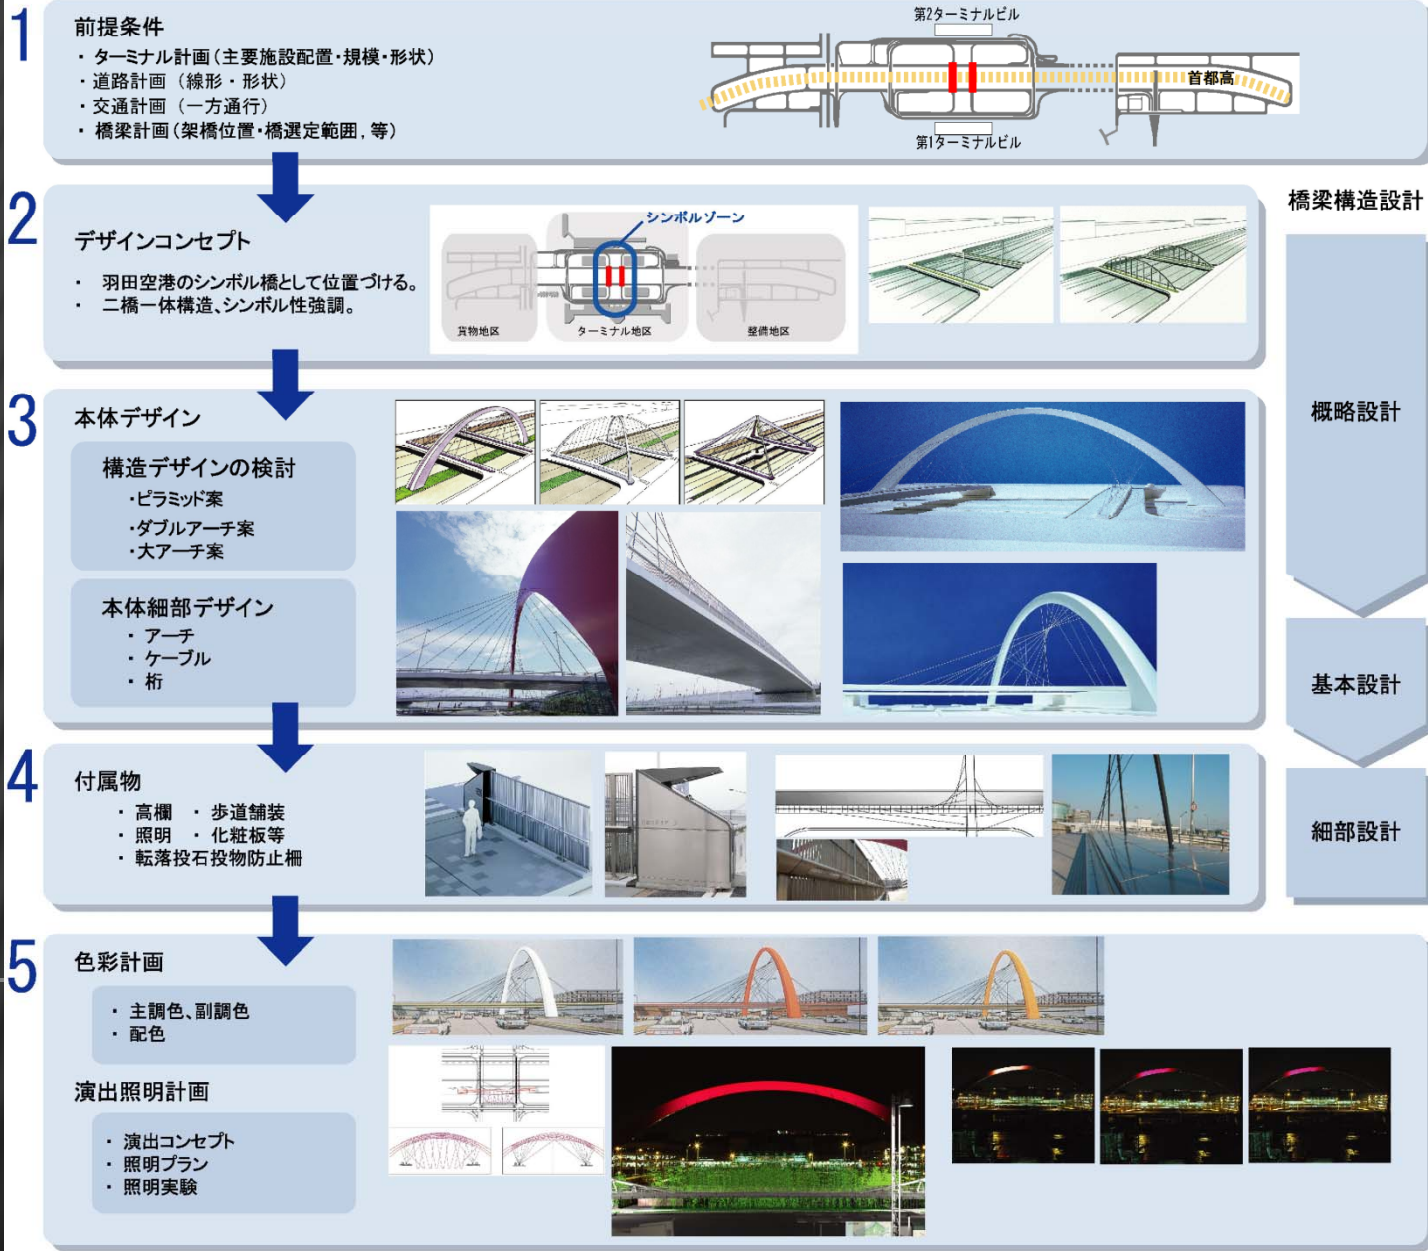 1
前提条件
・ ターミナル計画(主要施設配置・規模・形状)
・道路計画 (線形・形状)
・交通計画 (一方通行)
・ 橋梁計画(架橋位置・橋選定範囲, 等)
第2ターミナルビル
首都高
第1ターミナルビル
2
デザインコンセプト
・ 羽田空港のシンボル橋として位置づける。
・ 二橋一体構造、シンボル性強調。
シンボルゾーン
貨物地区
ターミナル地区
整備地区
橋梁構造設計
概略設計
基本設計
細部設計
3
本体デザイン
構造デザインの検討
・ピラミッド案
・ダブルアーチ案
・大アーチ案
本体細部デザイン
・ アーチ
・ ケーブル
・ 桁
4
付属物
・ 高欄 ・ 歩道舗装
・ 照明 ・ 化粧板等
・ 転落投石投物防止柵
5
色彩計画
・ 主調色、副調色
・ 配色
演出照明計画
・ 演出コンセプト
・ 照明プラン
・ 照明実験